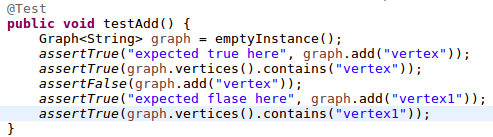 @Test
public void testAdd() {
Graph<String> graph = emptyInstance();
assertTrue("expected true here", graph.add("vertex"));
assertTrue(graph.vertices().contains("vertex"));
assertFalse(graph.add("vertex"));
assertTrue("expected flase here", graph.add("vertex1"));
assertTrue(graph.vertices().contains("vertex1"));
}